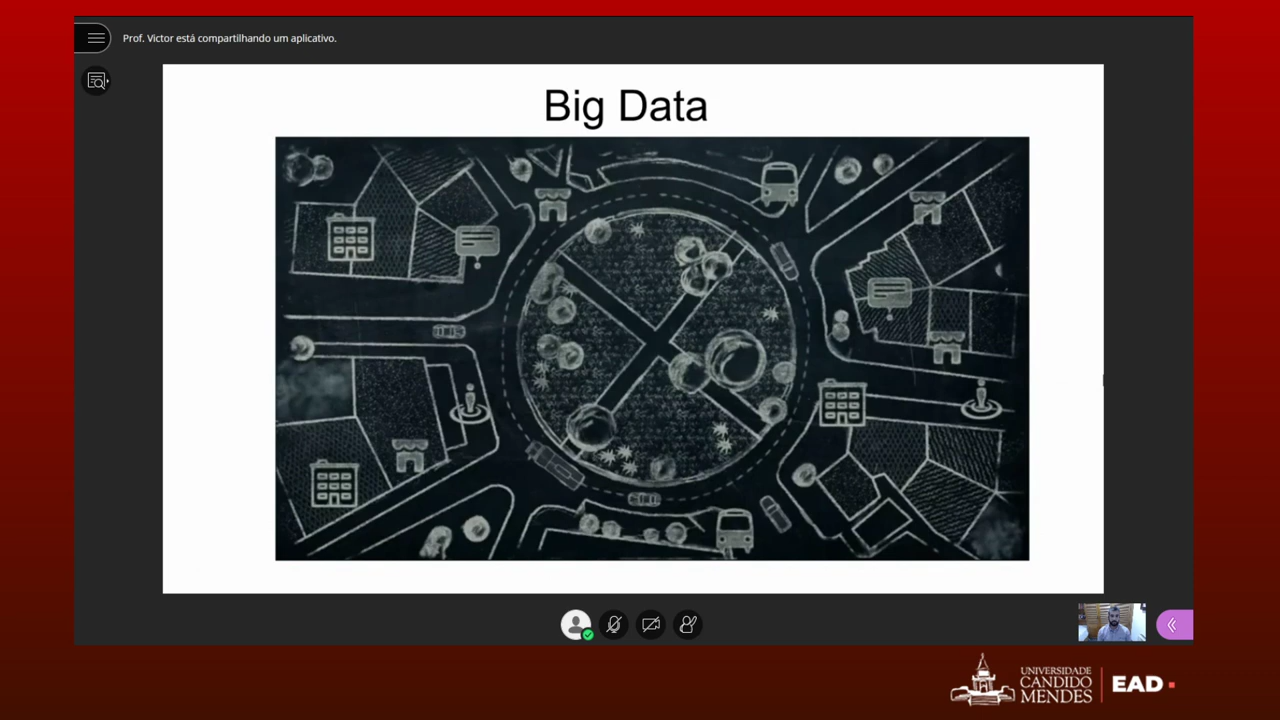 Prof. Victor está compartilhando um aplicativo.
Big Data
UNIVERSIDADE
CANDIDO
MENDES
EAD